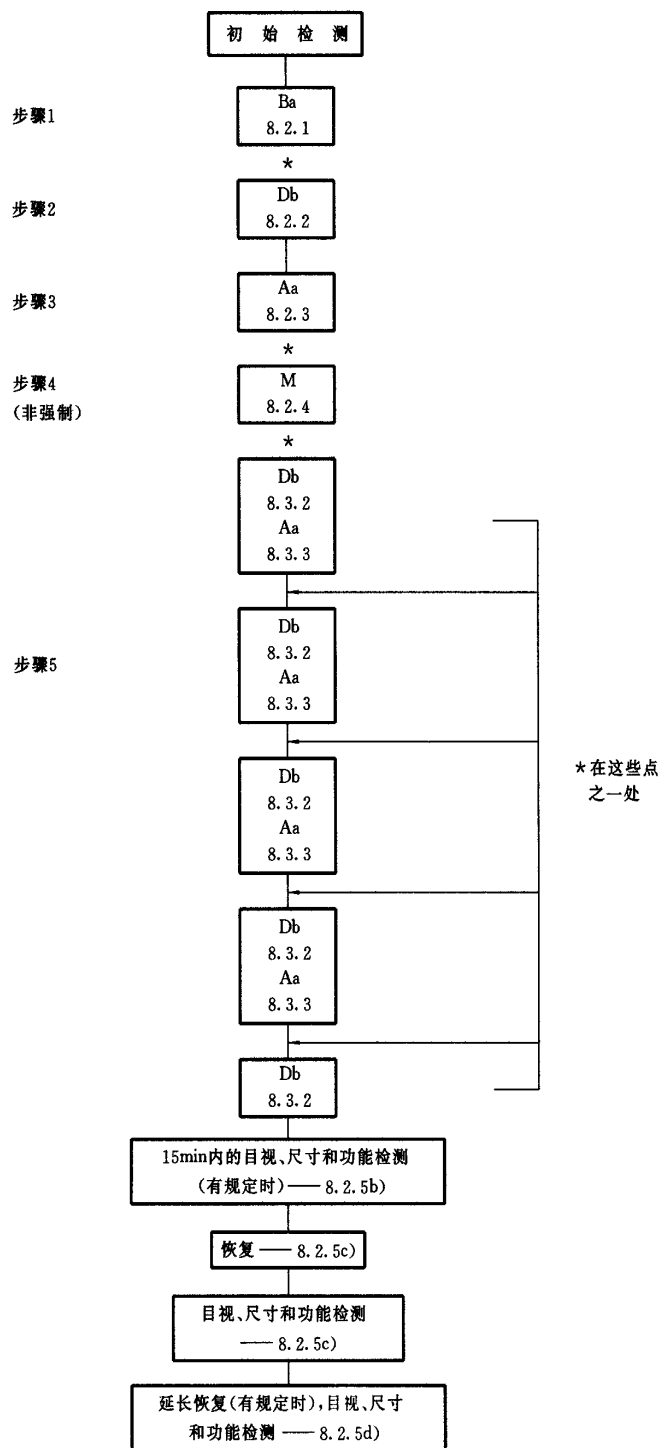 初始检测
步骤1
Ba
8.2.1
*
步骤2
Db
8.2.2
步骤3
Aa
8.2.3
*
步骤4
(非强制)
M
8.2.4
*
Db
8.3.2
Aa
8.3.3
步骤5
Db
8.3.2
Aa
8.3.3
*在这些点
之一处
Db
8.3.2
Aa
8.3.3
Db
8.3.2
Aa
8.3.3
Db
8.3.2
15min内的目视、尺寸和功能检测
(有规定时)—— 8.2.5b)
恢复 —— 8.2.5c)
目视、尺寸和功能检测
—— 8.2.5c)
延长恢复(有规定时),目视、尺寸
和功能检测 —— 8.2.5d)